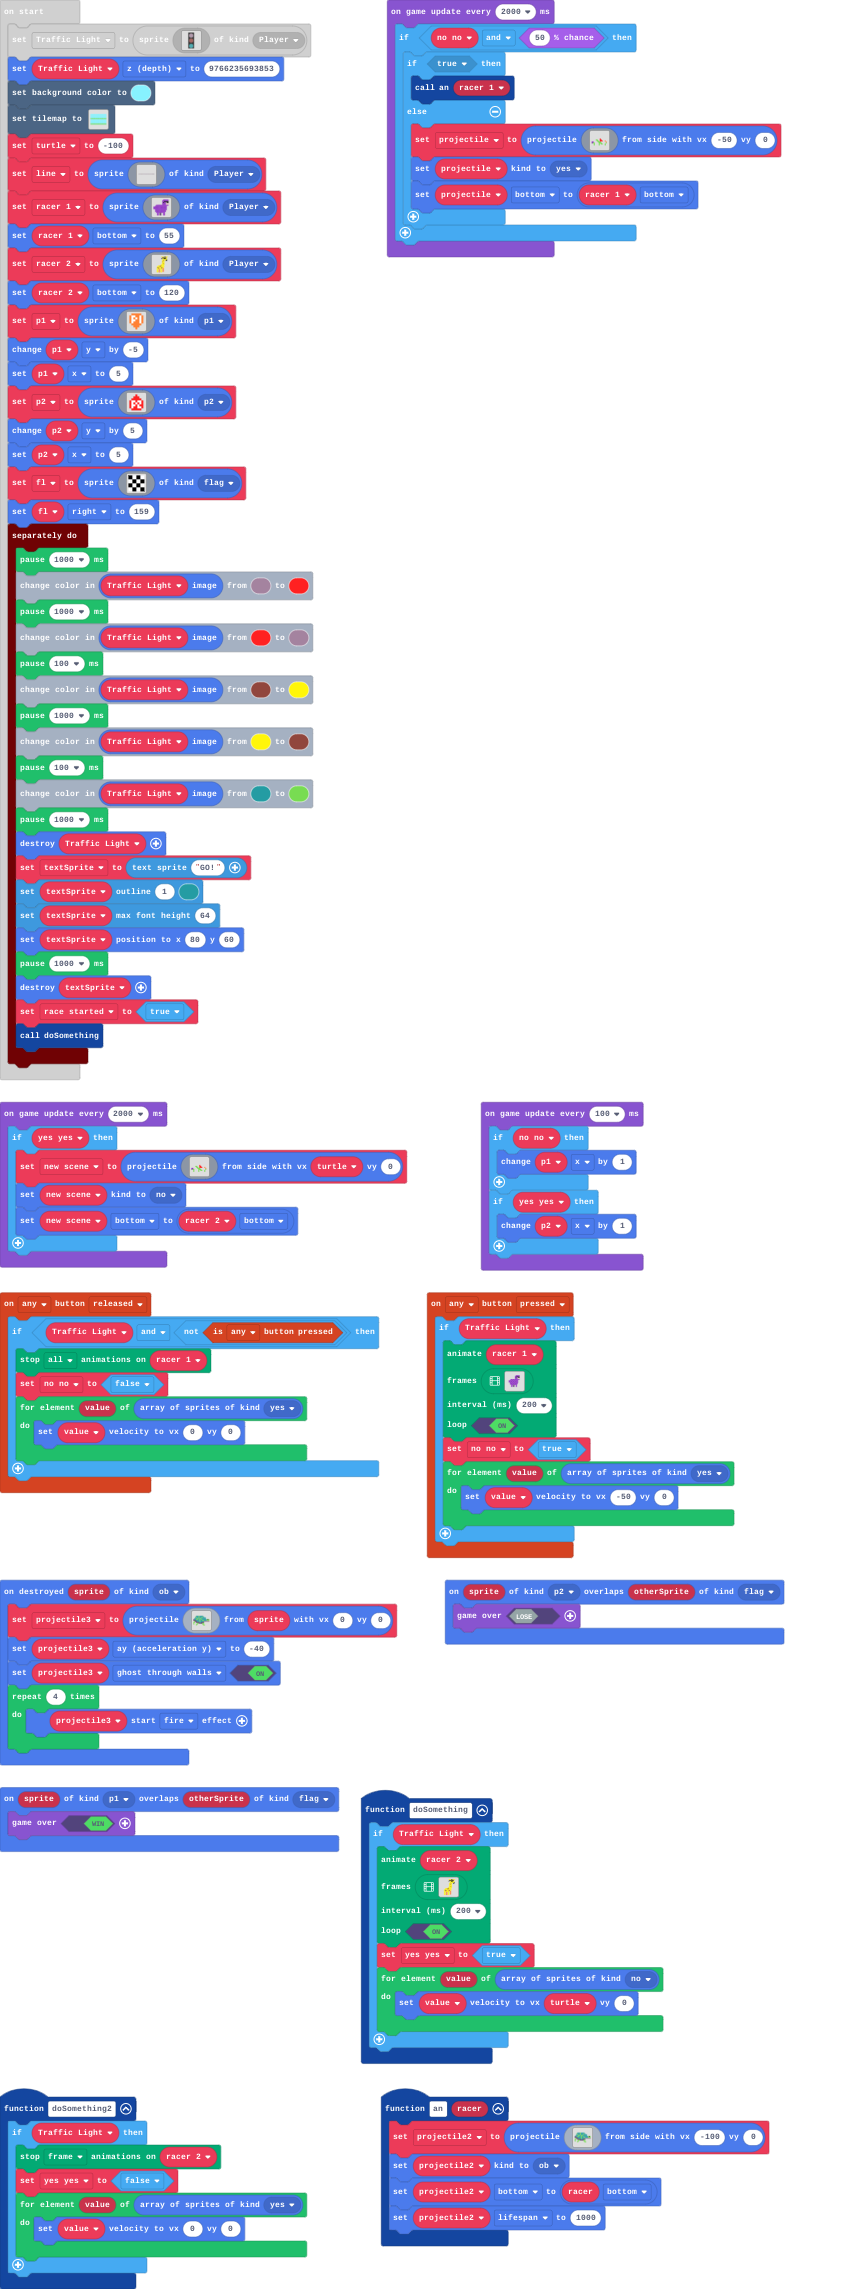 on start
set Traffic Light to sprite of kind Player
set Traffic Light z (depth) to 9766235693853
set background color to
set tilemap to
set turtle to -100
set line to sprite of kind Player
set racer 1 to sprite of kind Player
set racer 1 bottom to 55
set racer 2 to sprite of kind Player
set racer 2 bottom to 120
set p1 to sprite of kind p1
change p1 y by -5
set p1 x to 5
set p2 to sprite of kind p2
change p2 y by 5
set p2 x to 5
set fl to sprite of kind flag
set fl right to 159
separately do
pause 1000 ms
change color in Traffic Light image from to
pause 1000 ms
change color in Traffic Light image from to
pause 100 ms
change color in Traffic Light image from to
pause 1000 ms
change color in Traffic Light image from to
pause 100 ms
change color in Traffic Light image from to
pause 1000 ms
destroy Traffic Light
set textSprite to text sprite "GO!"
set textSprite outline 1
set textSprite max font height 64
set textSprite position to x 80 y 60
pause 1000 ms
destroy textSprite
set race started to true
call doSomething
on game update every 2000 ms
if no no and 50 % chance then
if true then
call an racer 1
else
set projectile to projectile from side with vx -50 vy 0
set projectile kind to yes
set projectile bottom to racer 1 bottom
on game update every 2000 ms
if yes yes then
set new scene to projectile from side with vx turtle vy 0
set new scene kind to no
set new scene bottom to racer 2 bottom
on game update every 100 ms
if no no then
change p1 x by 1
if yes yes then
change p2 x by 1
on any button released
if Traffic Light and not is any button pressed then
stop all animations on racer 1
set no no to false
for element value of array of sprites of kind yes
do set value velocity to vx 0 vy 0
on any button pressed
if Traffic Light then
animate racer 1
frames
interval (ms) 200
loop ON
set no no to true
for element value of array of sprites of kind yes
do set value velocity to vx -50 vy 0
on destroyed sprite of kind ob
set projectile3 to projectile from sprite with vx 0 vy 0
set projectile3 ay (acceleration y) to -40
set projectile3 ghost through walls ON
repeat 4 times
do projectile3 start fire effect
on sprite of kind p2 overlaps otherSprite of kind flag
game over LOSE
on sprite of kind p1 overlaps otherSprite of kind flag
game over WIN
function doSomething
if Traffic Light then
animate racer 2
frames
interval (ms) 200
loop ON
set yes yes to true
for element value of array of sprites of kind no
do set value velocity to vx turtle vy 0
function doSomething2
if Traffic Light then
stop frame animations on racer 2
set yes yes to false
for element value of array of sprites of kind yes
do set value velocity to vx 0 vy 0
function an racer
set projectile2 to projectile from side with vx -100 vy 0
set projectile2 kind to ob
set projectile2 bottom to racer bottom
set projectile2 lifespan to 1000